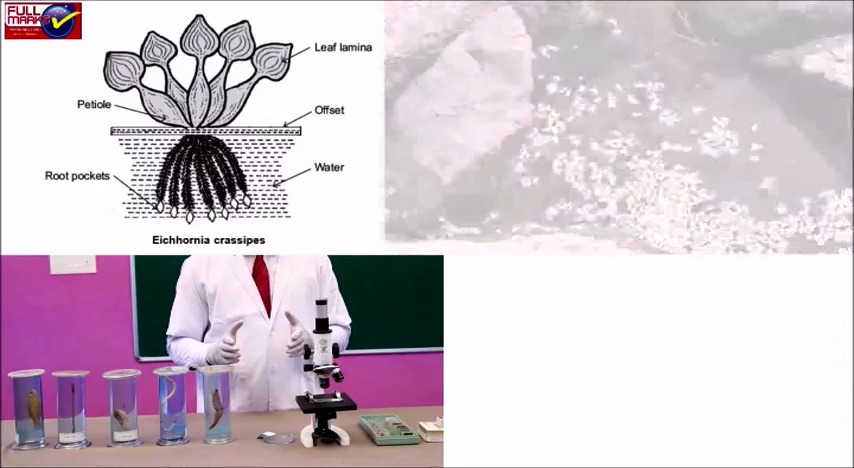 FULL
MARKS
Leaf lamina
Petiole
Offset
Water
Root pockets
Eichhornia crassipes